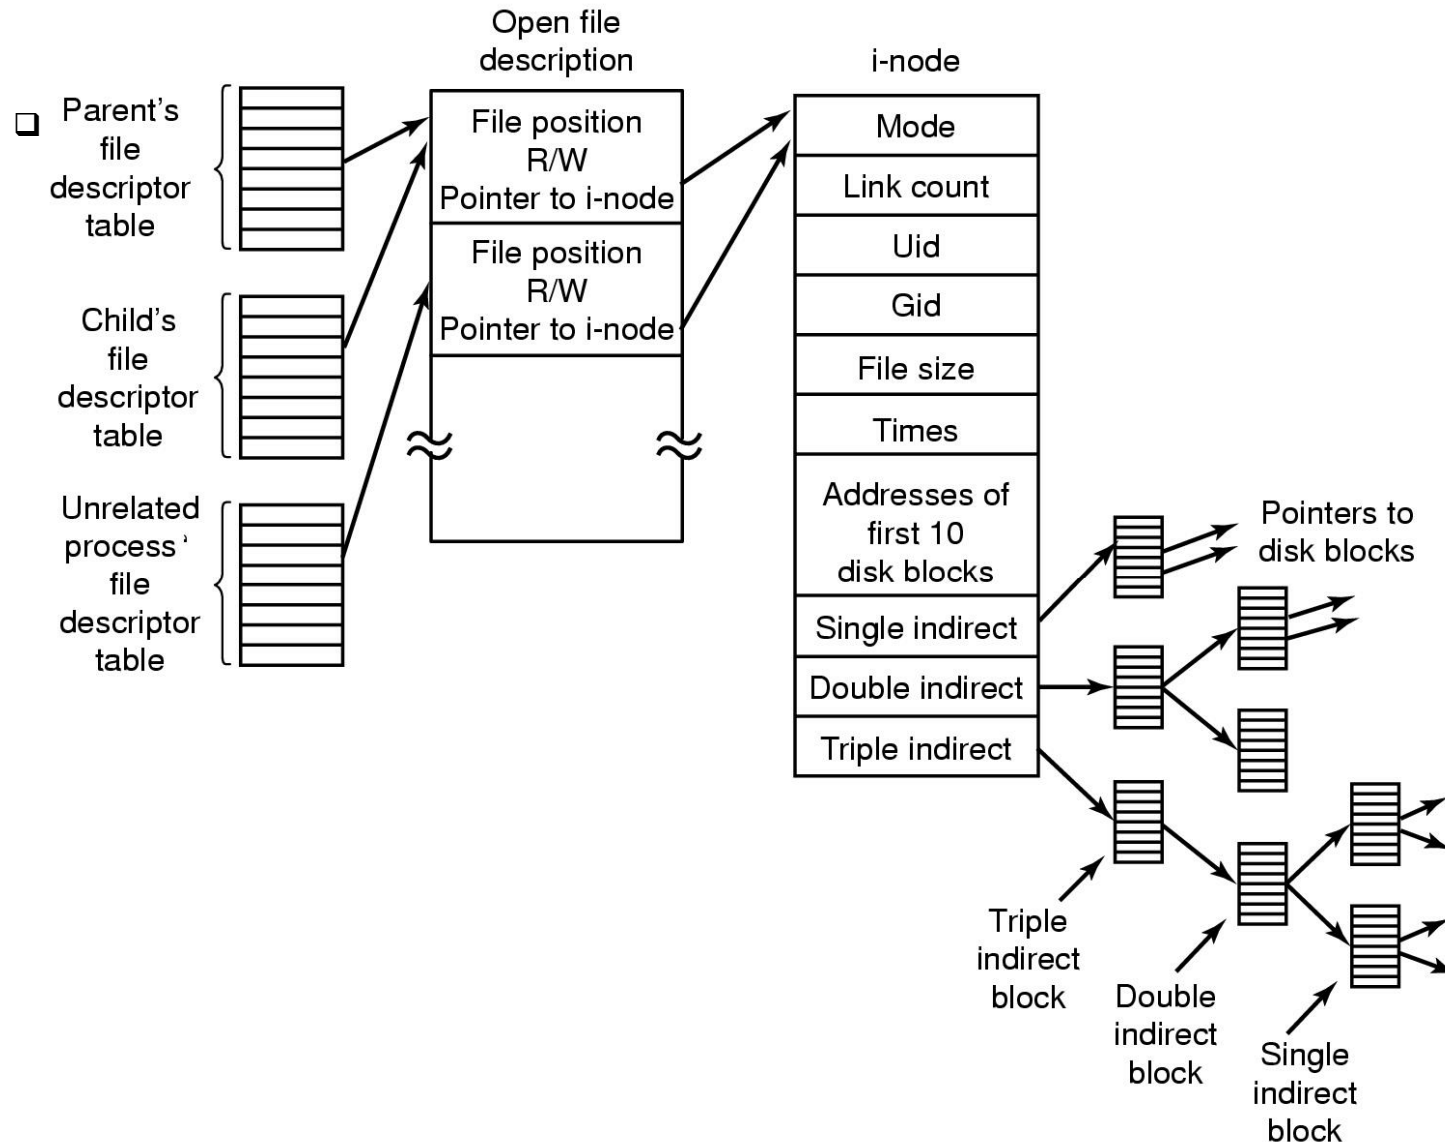 Open file
description
i-node
Parent's
file
descriptor
table
File position
R/W
Pointer to i-node
File position
R/W
Pointer to i-node
Child's
file
descriptor
table
Unrelated
process'
file
descriptor
table
Mode
Link count
Uid
Gid
File size
Times
Addresses of
first 10
disk blocks
Single indirect
Double indirect
Triple indirect
Pointers to
disk blocks
Triple
indirect
block
Double
indirect
block
Single
indirect
block